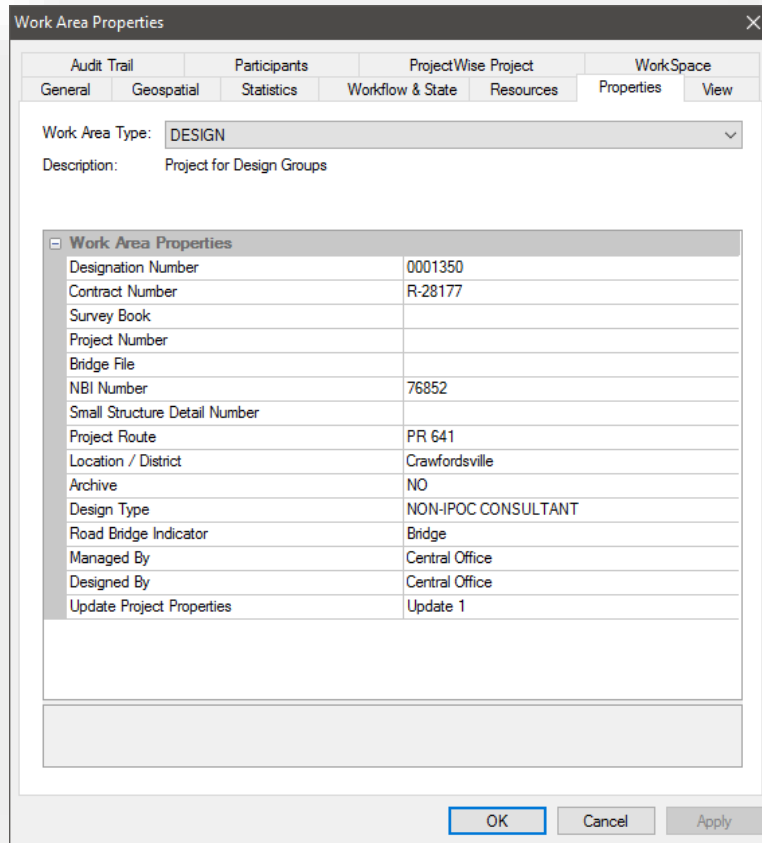 Work Area Properties
Audit Trail Participants ProjectWise Project WorkSpace
General Geospatial Statistics Workflow & State Resources Properties View
Work Area Type: DESIGN
Description: Project for Design Groups
Work Area Properties
Designation Number 0001350
Contract Number R-28177
Survey Book
Project Number
Bridge File
NBI Number 76852
Small Structure Detail Number
Project Route PR 641
Location / District Crawfordsville
Archive NO
Design Type NON-IPOC CONSULTANT
Road Bridge Indicator Bridge
Managed By Central Office
Designed By Central Office
Update Project Properties Update 1
OK Cancel Apply